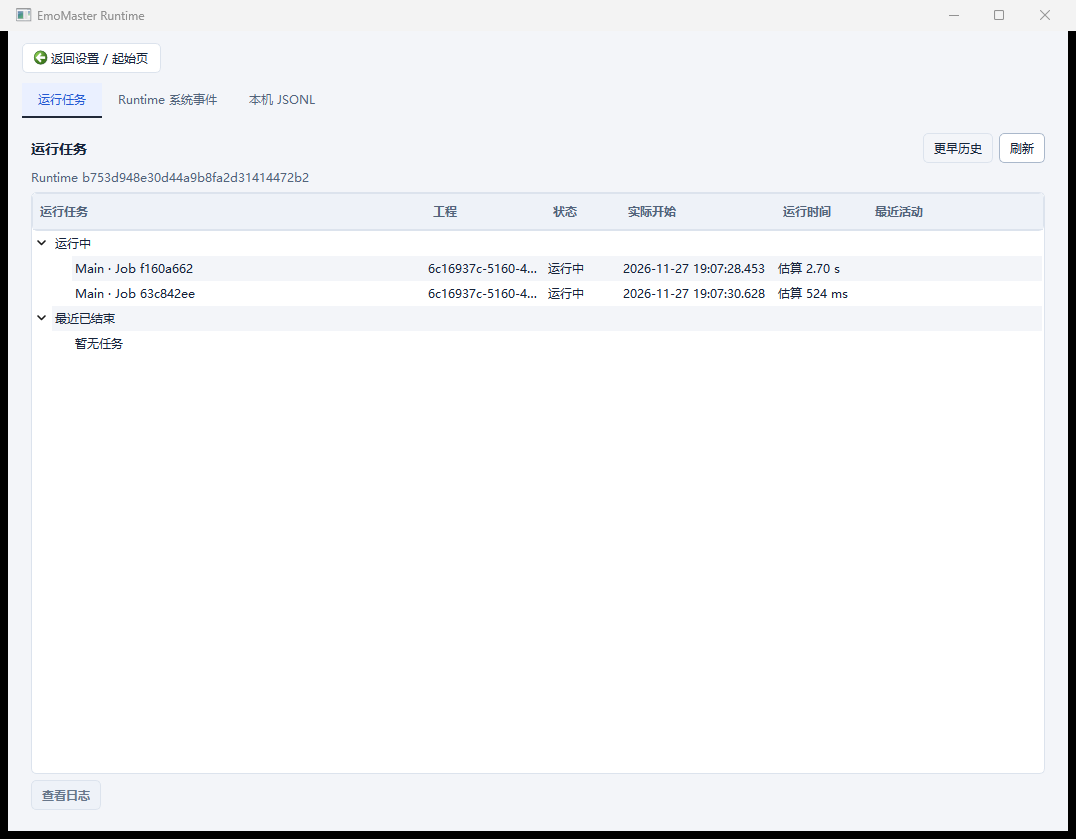 EmoMaster Runtime
返回设置 / 起始页
运行任务 Runtime 系统事件 本机 JSONL
运行任务 更早历史 刷新
Runtime b753d948e30d44a9b8fa2d31414472b2
运行任务 工程 状态 实际开始 运行时间 最近活动
运行中
Main · Job f160a662 6c16937c-5160-4... 运行中 2026-11-27 19:07:28.453 估算 2.70 s
Main · Job 63c842ee 6c16937c-5160-4... 运行中 2026-11-27 19:07:30.628 估算 524 ms
最近已结束
暂无任务
查看日志